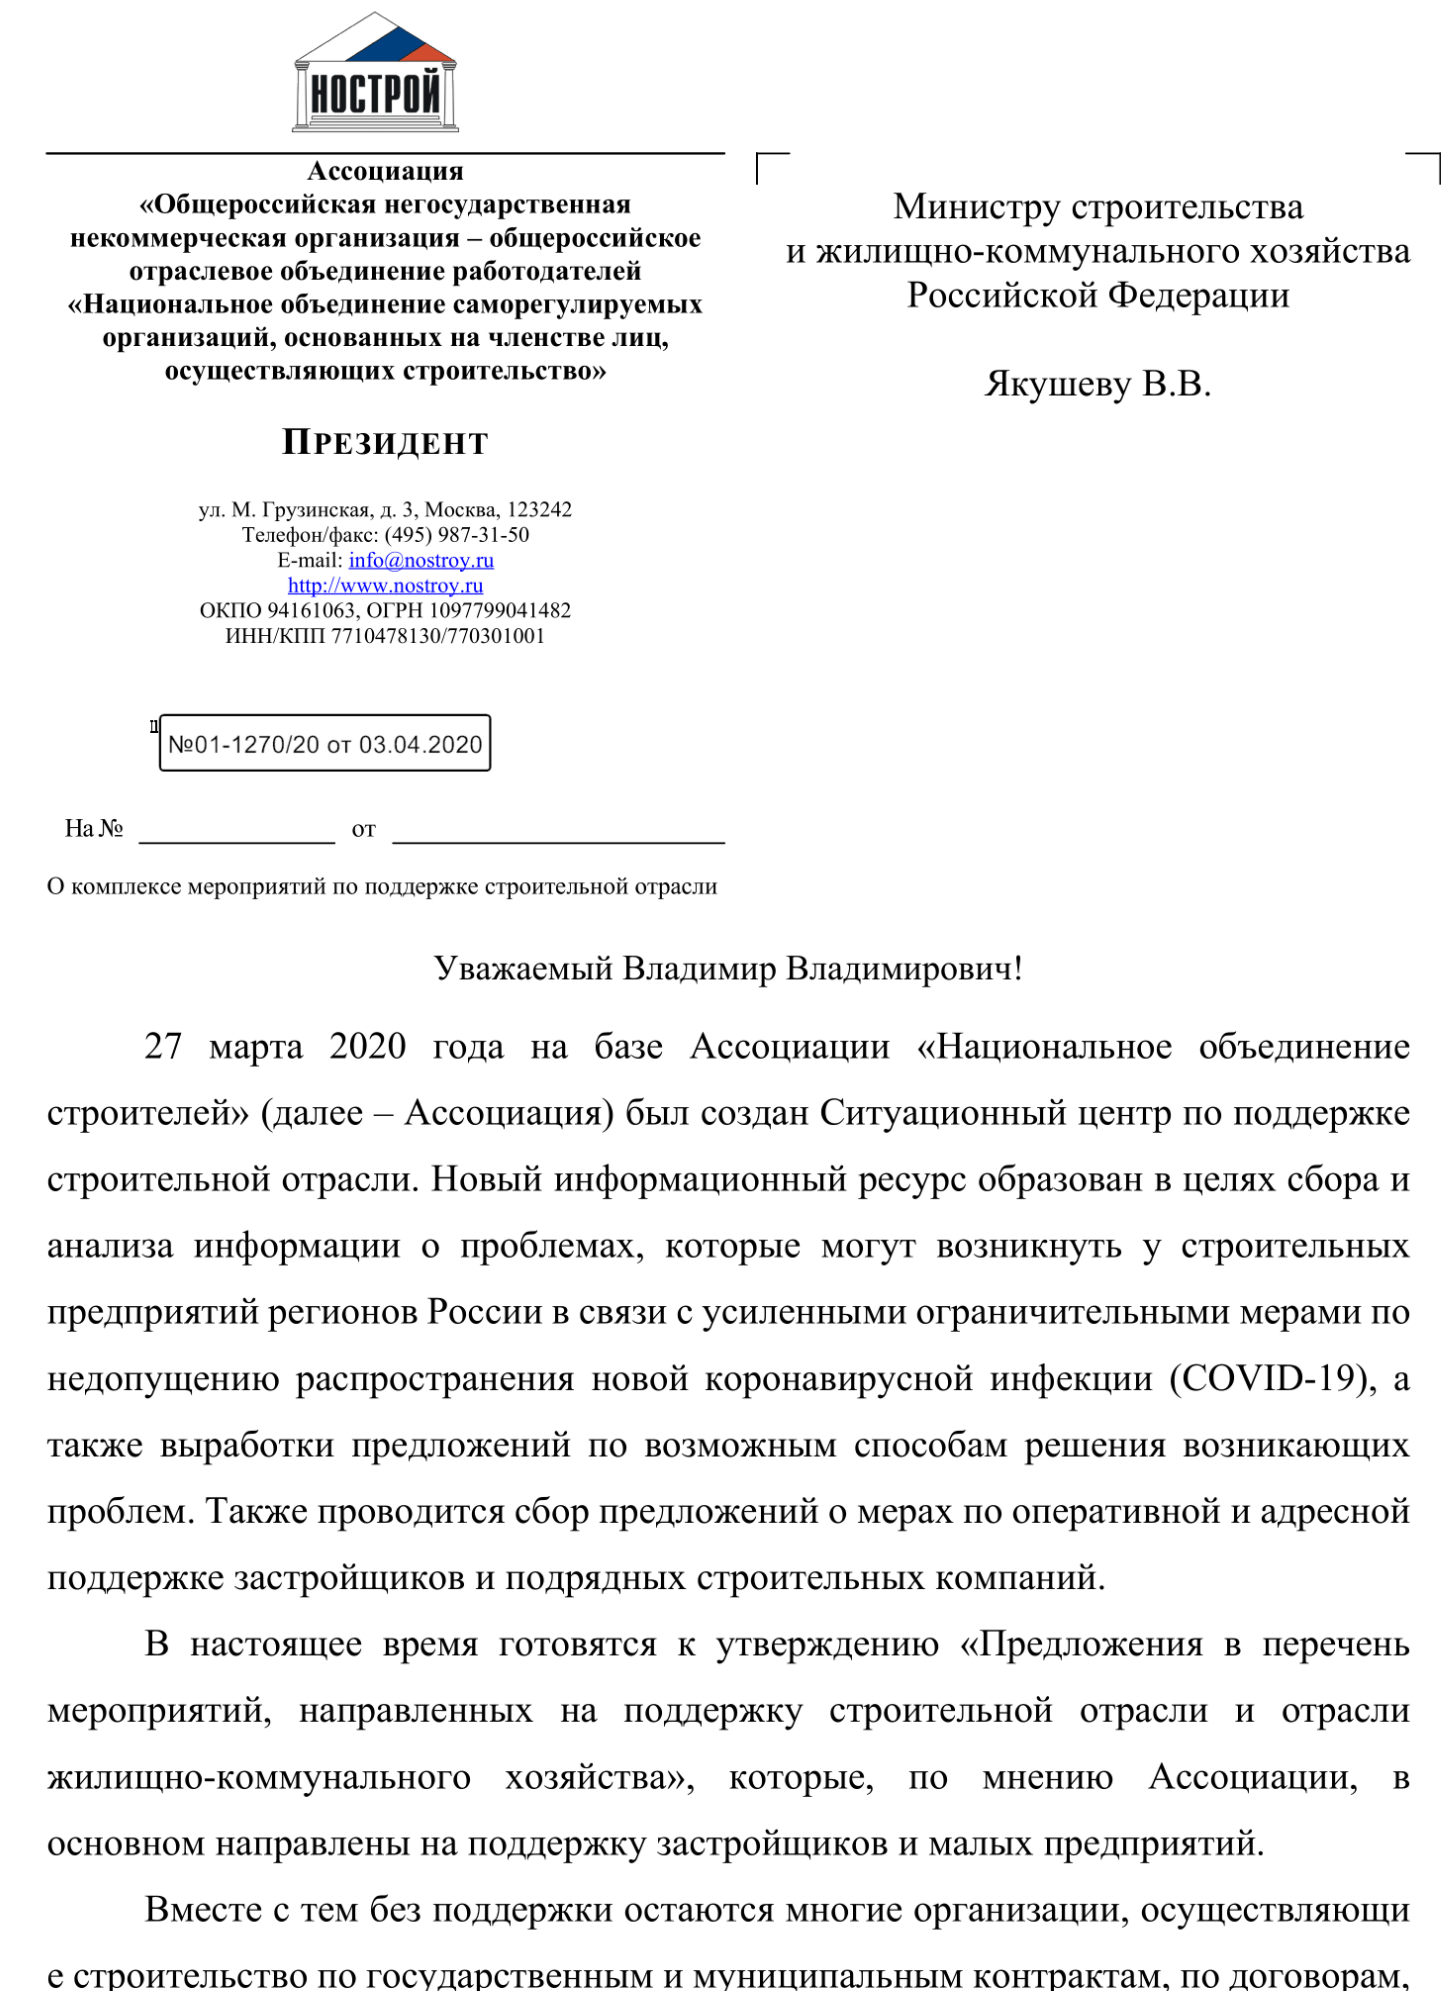 НОСТРОЙ
Ассоциация
«Общероссийская негосударственная
некоммерческая организация – общероссийское
отраслевое объединение работодателей
«Национальное объединение саморегулируемых
организаций, основанных на членстве лиц,
осуществляющих строительство»
ПРЕЗИДЕНТ
ул. М. Грузинская, д. 3, Москва, 123242
Телефон/факс: (495) 987-31-50
E-mail: info@nostroy.ru
http://www.nostroy.ru
ОКПО 94161063, ОГРН 1097799041482
ИНН/КПП 7710478130/770301001
№01-1270/20 от 03.04.2020
На № от
О комплексе мероприятий по поддержке строительной отрасли
Министру строительства
и жилищно-коммунального хозяйства
Российской Федерации
Якушеву В.В.
Уважаемый Владимир Владимирович!
27 марта 2020 года на базе Ассоциации «Национальное объединение
строителей» (далее – Ассоциация) был создан Ситуационный центр по поддержке
строительной отрасли. Новый информационный ресурс образован в целях сбора и
анализа информации о проблемах, которые могут возникнуть у строительных
предприятий регионов России в связи с усиленными ограничительными мерами по
недопущению распространения новой коронавирусной инфекции (COVID-19), а
также выработки предложений по возможным способам решения возникающих
проблем. Также проводится сбор предложений о мерах по оперативной и адресной
поддержке застройщиков и подрядных строительных компаний.
В настоящее время готовятся к утверждению «Предложения в перечень
мероприятий, направленных на поддержку строительной отрасли и отрасли
жилищно-коммунального хозяйства», которые, по мнению Ассоциации, в
основном направлены на поддержку застройщиков и малых предприятий.
Вместе с тем без поддержки остаются многие организации, осуществляющи
е строительство по государственным и муниципальным контрактам, по договорам,